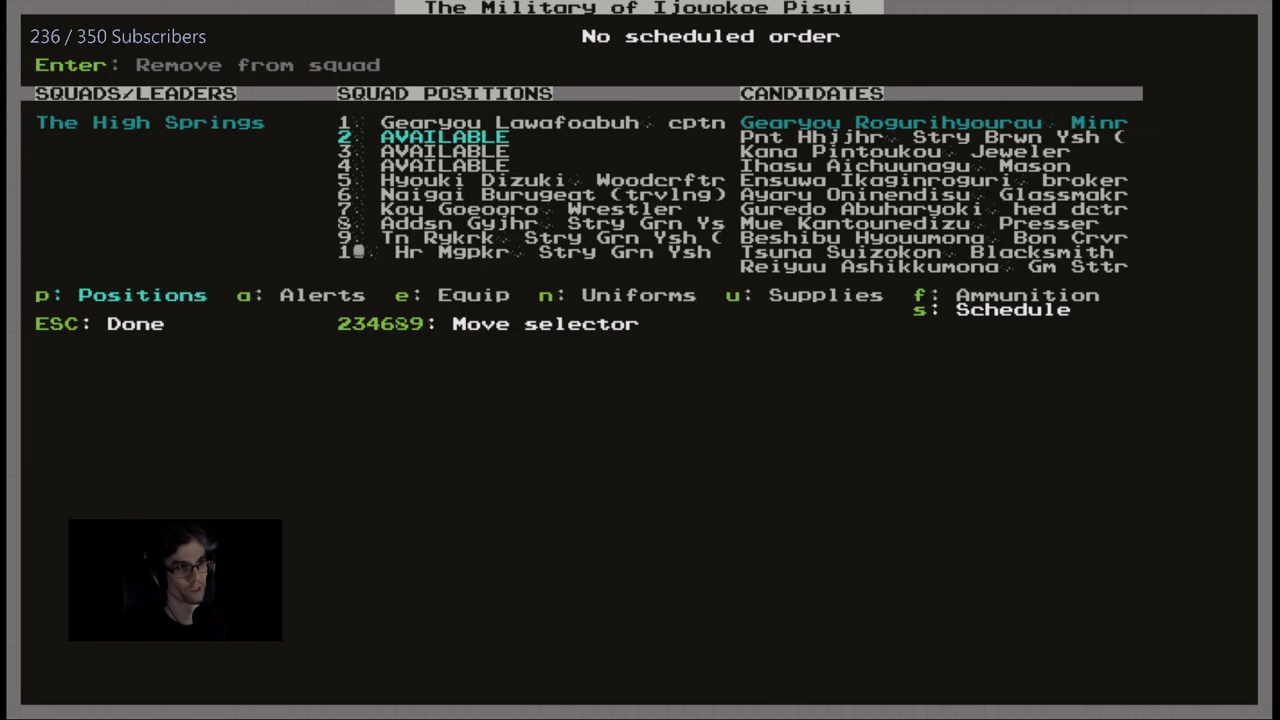 The Military of Ijouokoe Pisui
236 / 350 Subscribers
No scheduled order
Enter: Remove from squad
SQUADS/LEADERS SQUAD POSITIONS CANDIDATES
The High Springs 1 Gearyou Lawafoabuh cptn Gearyou Rogurihyourau Minr
2 AVAILABLE Pnt Hhjjhr Stry Brwn Ysh (
3 AVAILABLE Kana Pintoukou Jeweler
4 AVAILABLE Ihasu Aichuunagu Mason
5 Hyouki Dizuki Woodcrftr Ensuwa Ikaginroguri broker
6 Naigai Burugeat (trvlng) Ayaru Oninendisu Glassmakr
7 Kou Goeooro Wrestler Guredo Abuharyoki hed dctr
8 Addsn Gyjhr Stry Grn Ys Mue Kantounedizu Presser
9 Tn Rykrk Stry Grn Ysh ( Beshibu Hyouumona Bon Crvr
Hr Mgpkr Stry Grn Ysh Tsuna Suizokon Blacksmith
Reiyuu Ashikkumona Gm Sttr
p: Positions a: Alerts e: Equip n: Uniforms u: Supplies f: Ammunition
s: Schedule
ESC: Done 234689: Move selector